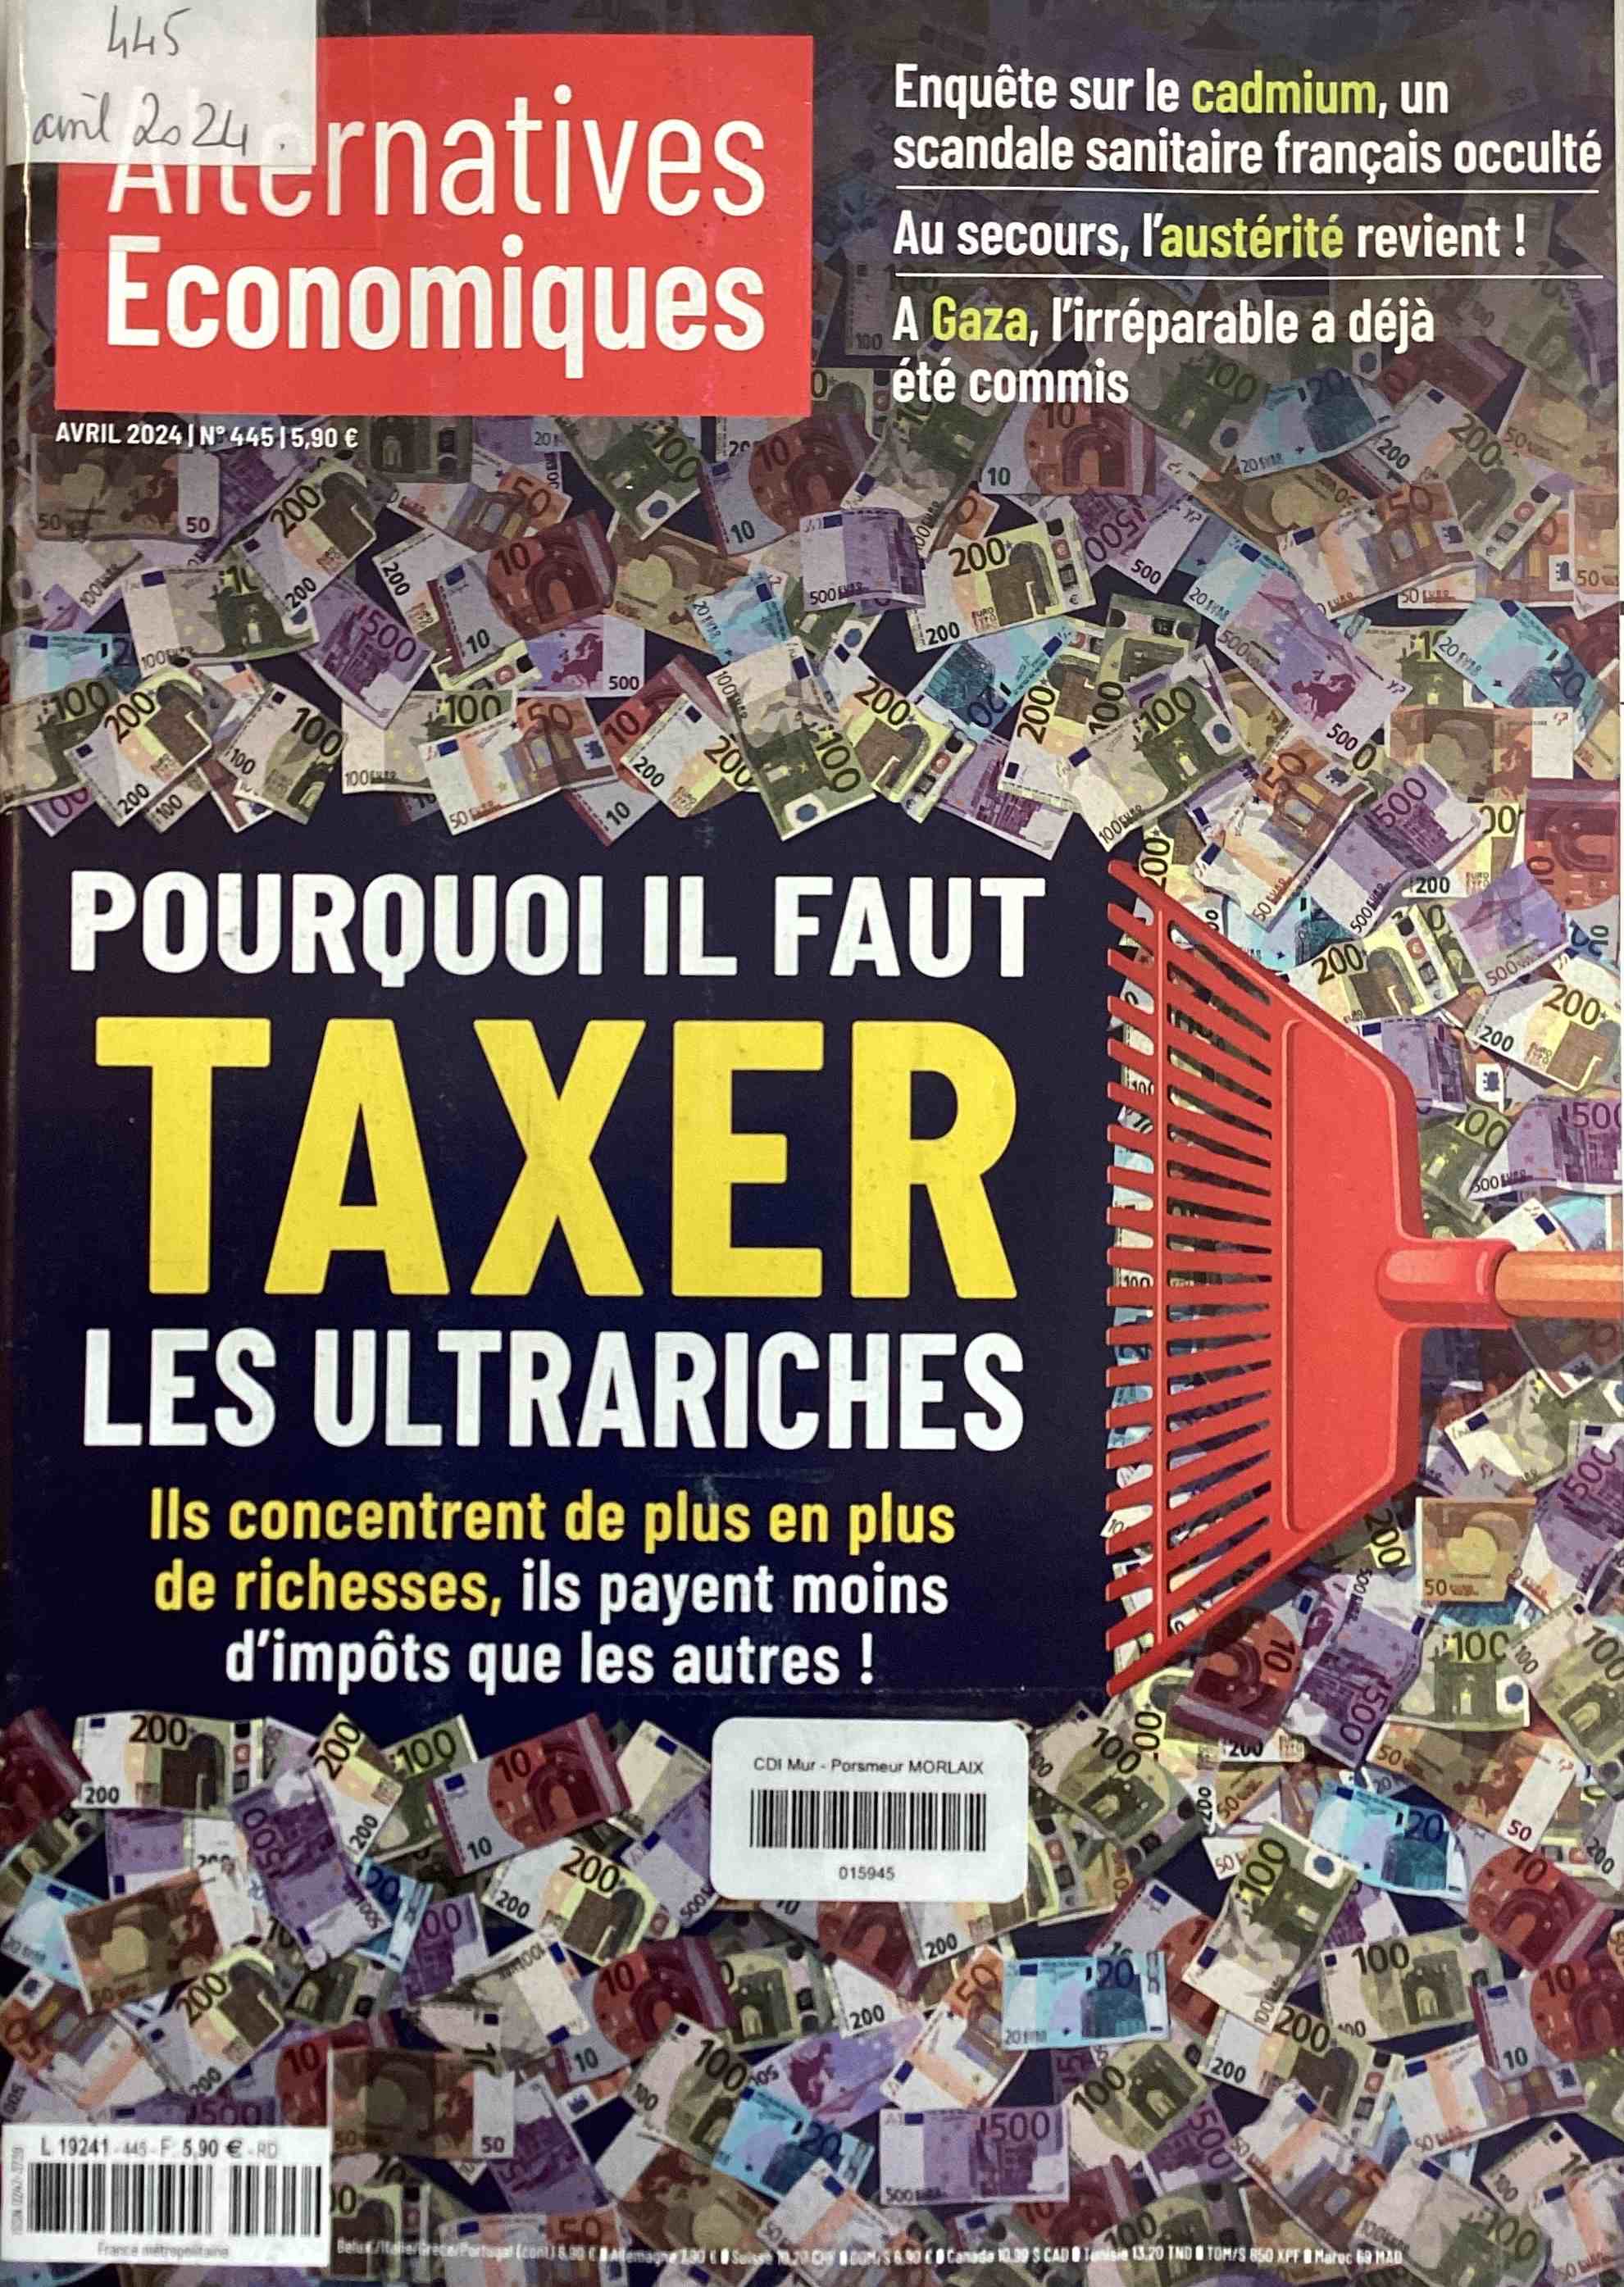 445
avril 2024.
Alternatives
Economiques
AVRIL 2024 | N° 445 | 5,90 €
Enquête sur le cadmium, un
scandale sanitaire français occulté
Au secours, l'austérité revient !
A Gaza, l'irréparable a déjà
été commis
POURQUOI IL FAUT
TAXER
LES ULTRARICHES
Ils concentrent de plus en plus
de richesses, ils payent moins
d'impôts que les autres !
CDI Mur - Porsmeur MORLAIX
015945
L 19241 - 445 - F: 5,90 € - RD
France métropolitaine
Belux/Italie/Grèce/Portugal (cont.) 6,90 € Allemagne 7,90 € Suisse 10,20 CHF DOM/S 6,90 € Canada 10,99 $ CAD Tunisie 13,20 TND TOM/S 850 XPF Maroc 69 MAD